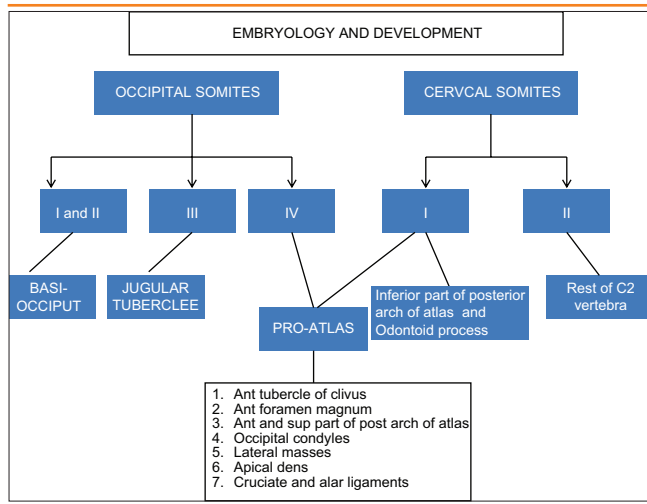 EMBRYOLOGY AND DEVELOPMENT
OCCIPITAL SOMITES
CERVCAL SOMITES
I and II
III
IV
I
II
BASI-
OCCIPUT
JUGULAR
TUBERCLEE
PRO-ATLAS
Inferior part of posterior
arch of atlas and
Odontoid process
Rest of C2
vertebra
1. Ant tubercle of clivus
2. Ant foramen magnum
3. Ant and sup part of post arch of atlas
4. Occipital condyles
5. Lateral masses
6. Apical dens
7. Cruciate and alar ligaments